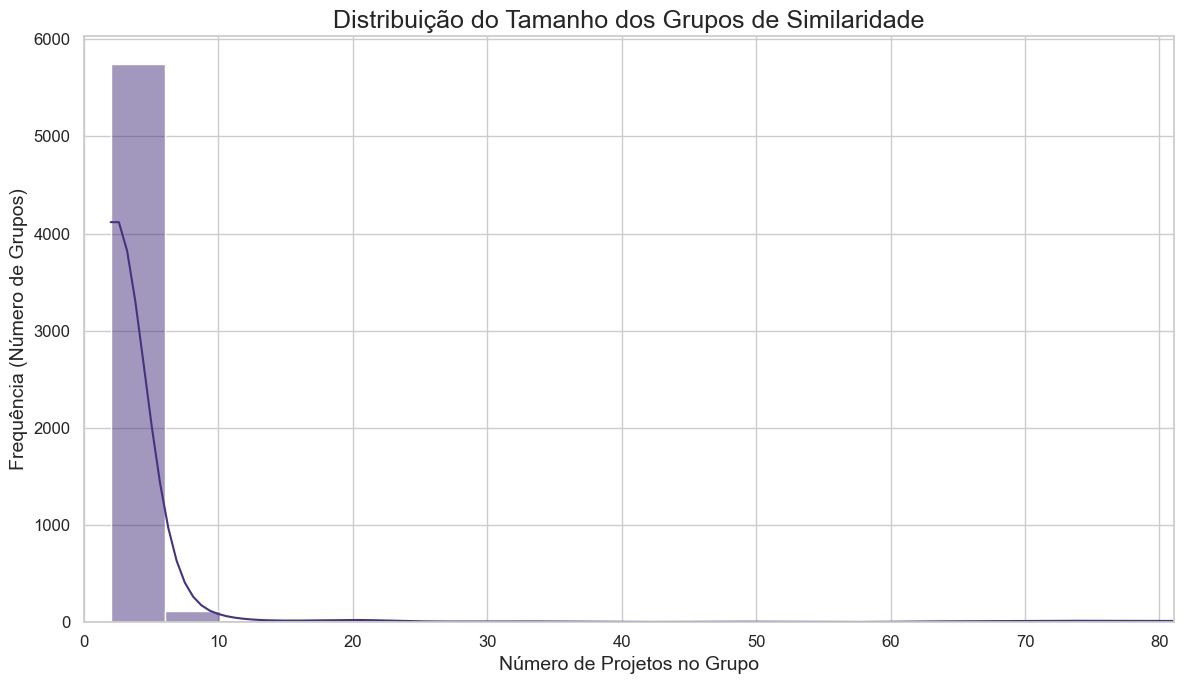 Distribuição do Tamanho dos Grupos de Similaridade
Frequência (Número de Grupos)
6000
5000
4000
3000
2000
1000
0
0 10 20 30 40 50 60 70 80
Número de Projetos no Grupo